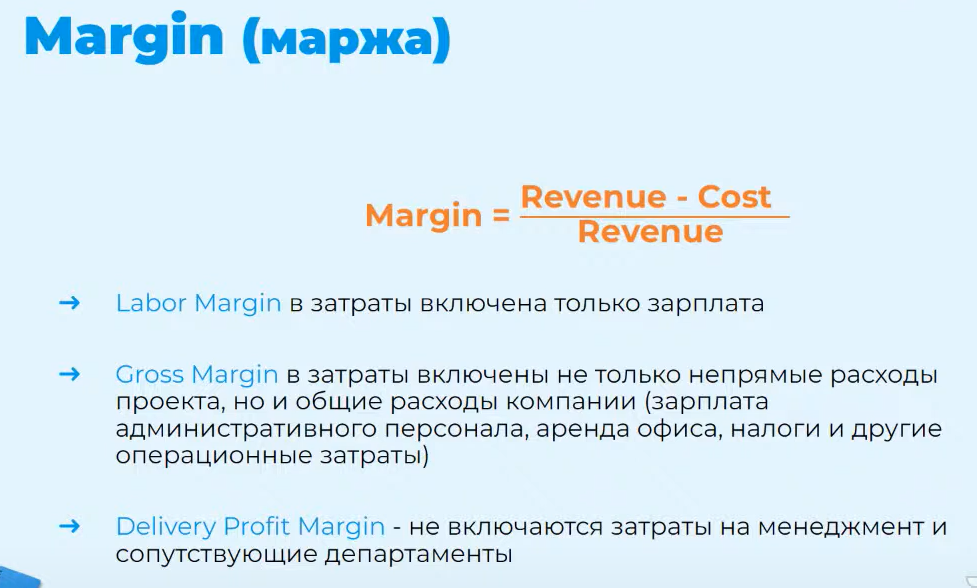 Margin (маржа)
Margin = Revenue - Cost
Revenue
→ Labor Margin в затраты включена только зарплата
→ Gross Margin в затраты включены не только непрямые расходы
проекта, но и общие расходы компании (зарплата
административного персонала, аренда офиса, налоги и другие
операционные затраты)
→ Delivery Profit Margin - не включаются затраты на менеджмент и
сопутствующие департаменты